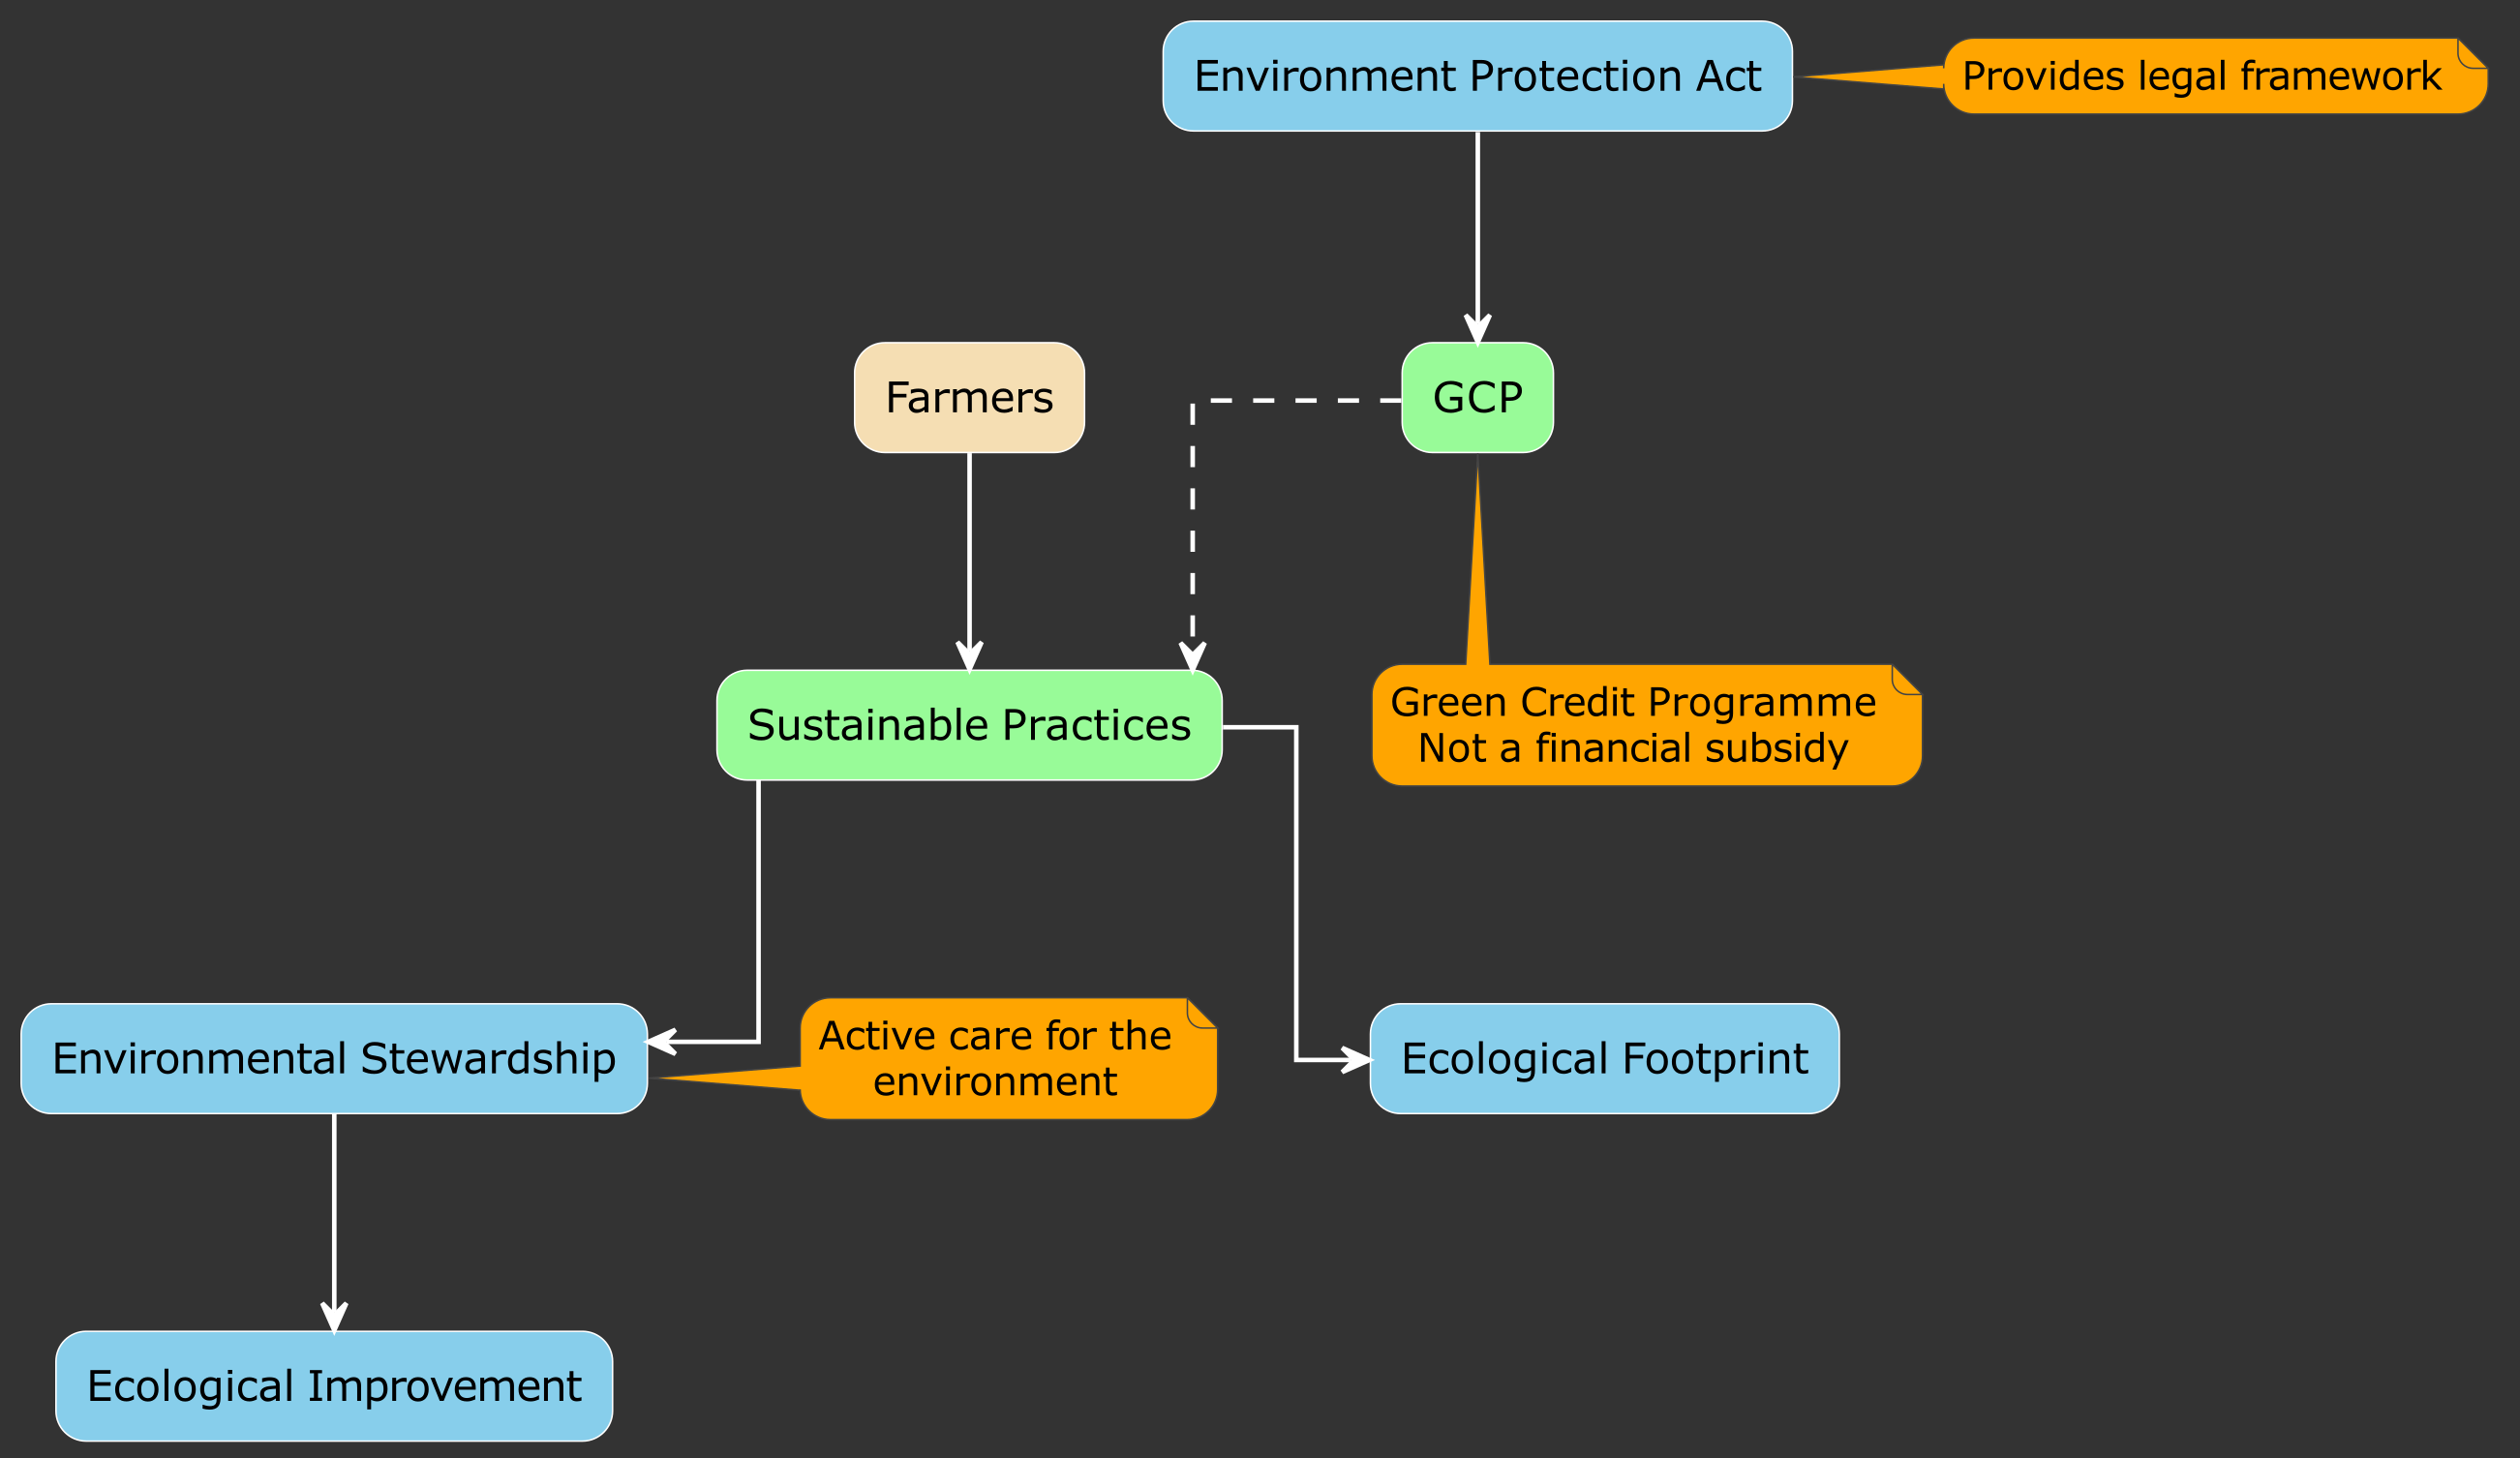 Environment Protection Act
Provides legal framework
Farmers
GCP
Sustainable Practices
Green Credit Programme
Not a financial subsidy
Environmental Stewardship
Active care for the
environment
Ecological Footprint
Ecological Improvement